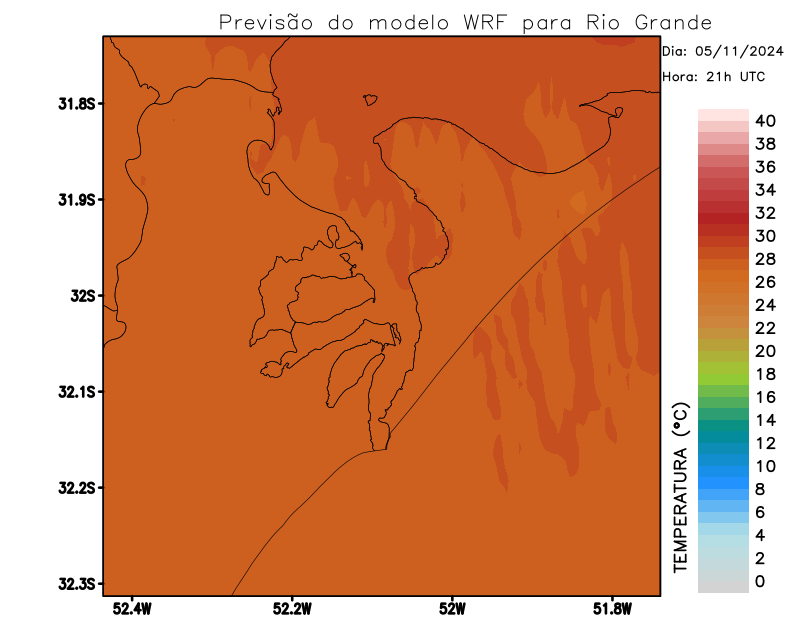 Previsão do modelo WRF para Rio Grande
Dia: 05/11/2024
Hora: 21h UTC
31.8S
31.9S
32S
32.1S
32.2S
32.3S
52.4W
52.2W
52W
51.8W
TEMPERATURA (°C)
40
38
36
34
32
30
28
26
24
22
20
18
16
14
12
10
8
6
4
2
0